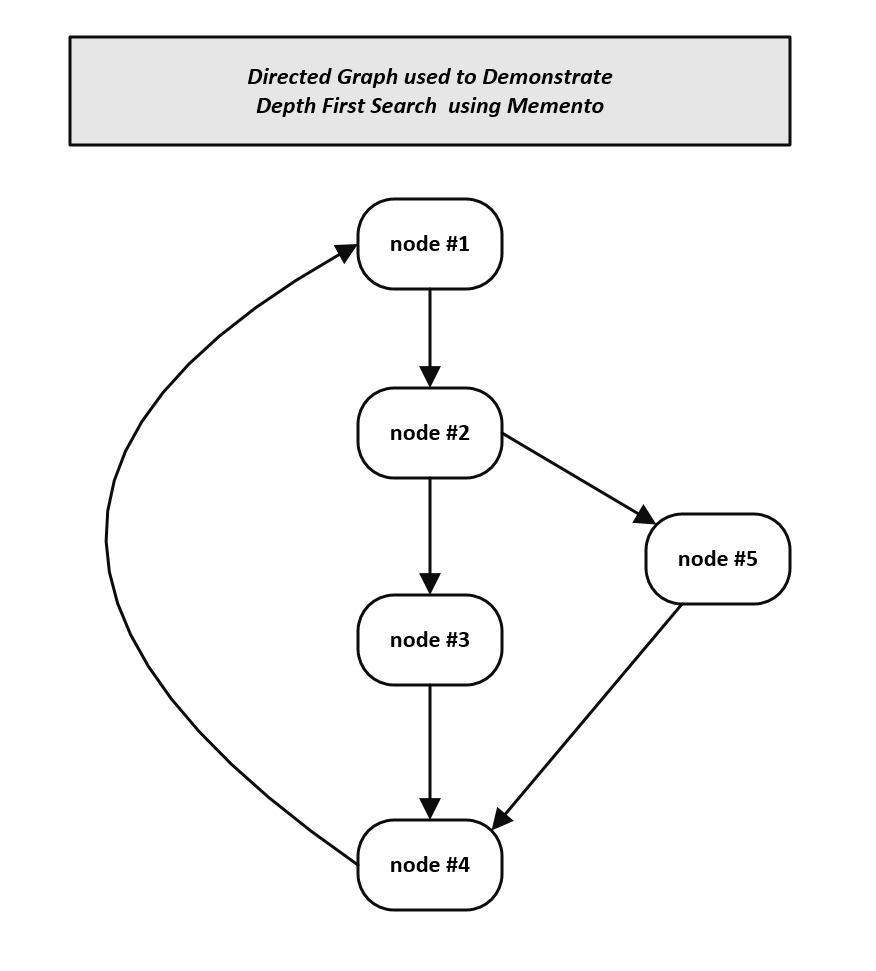 Directed Graph used to Demonstrate
Depth First Search  using Memento
node #1
node #2
node #5
node #3
node #4